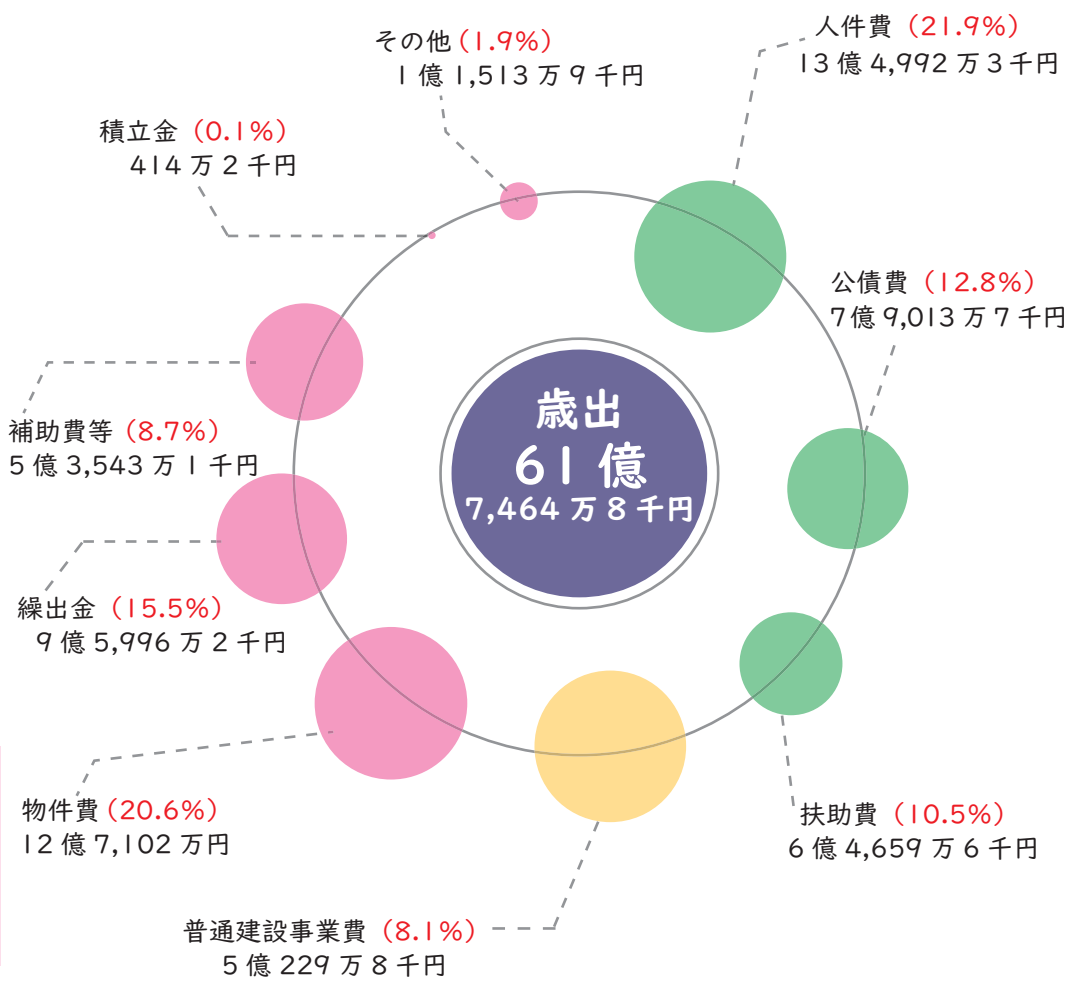 その他(1.9%)
1億1,513万9千円
人件費(21.9%)
13億4,992万3千円
積立金(0.1%)
414万2千円
公債費(12.8%)
7億9,013万7千円
歳出
61億
7,464万8千円
補助費等(8.7%)
5億3,543万1千円
繰出金(15.5%)
9億5,996万2千円
物件費(20.6%)
12億7,102万円
扶助費(10.5%)
6億4,659万6千円
普通建設事業費(8.1%)
5億229万8千円